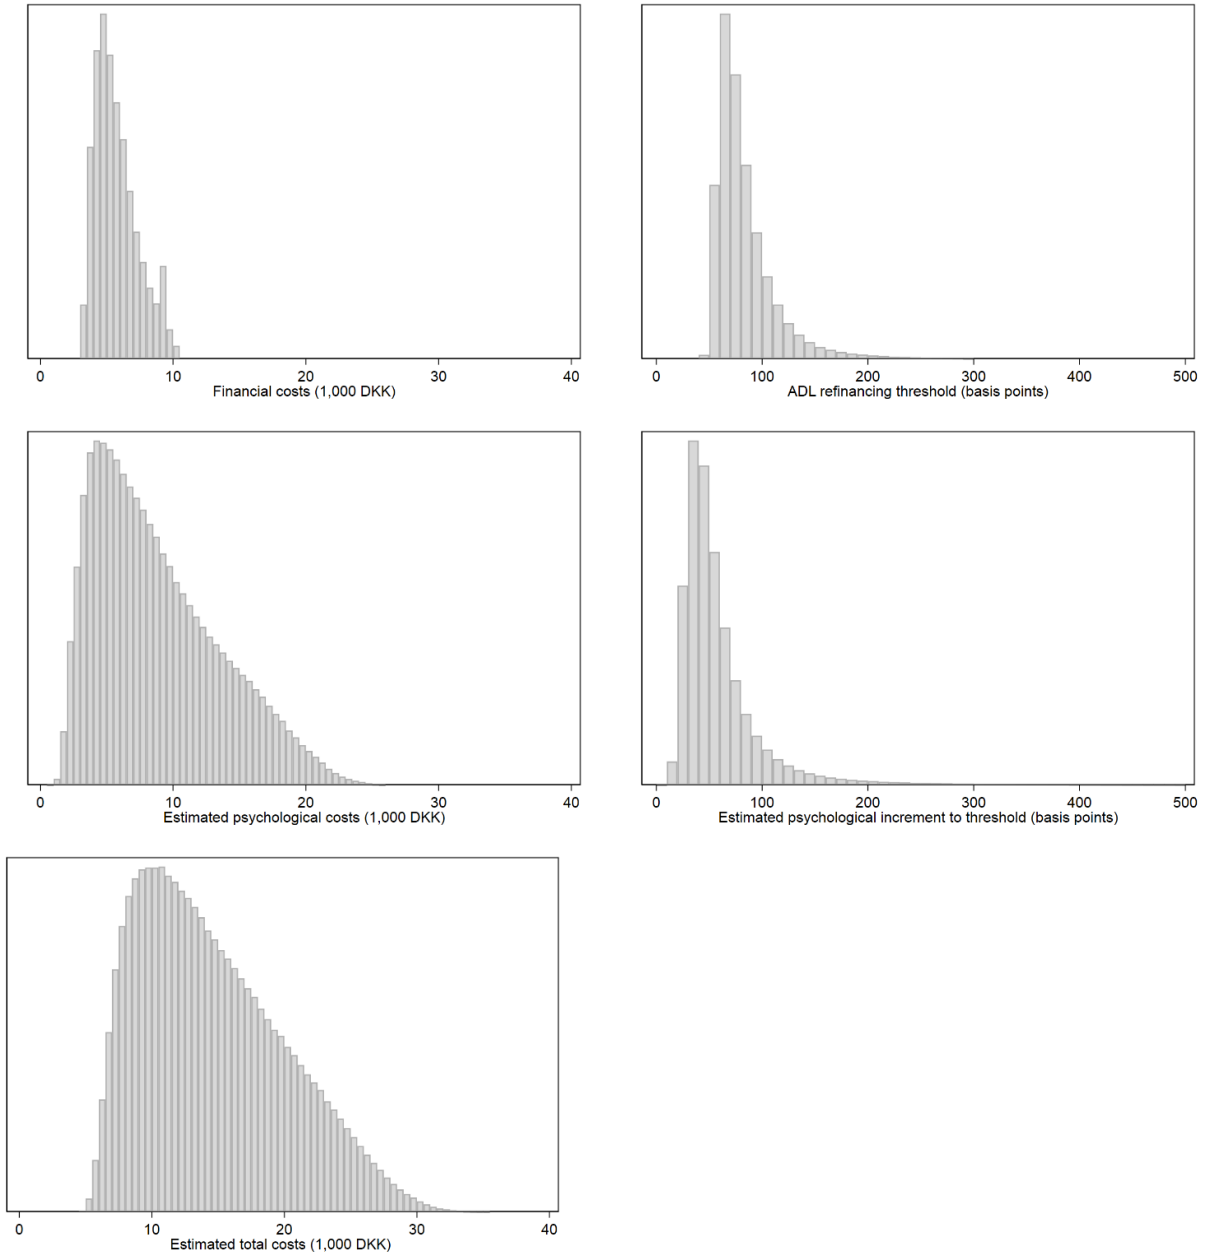 0 10 20 30 40
Financial costs (1,000 DKK)
0 100 200 300 400 500
ADL refinancing threshold (basis points)
0 10 20 30 40
Estimated psychological costs (1,000 DKK)
0 100 200 300 400 500
Estimated psychological increment to threshold (basis points)
0 10 20 30 40
Estimated total costs (1,000 DKK)